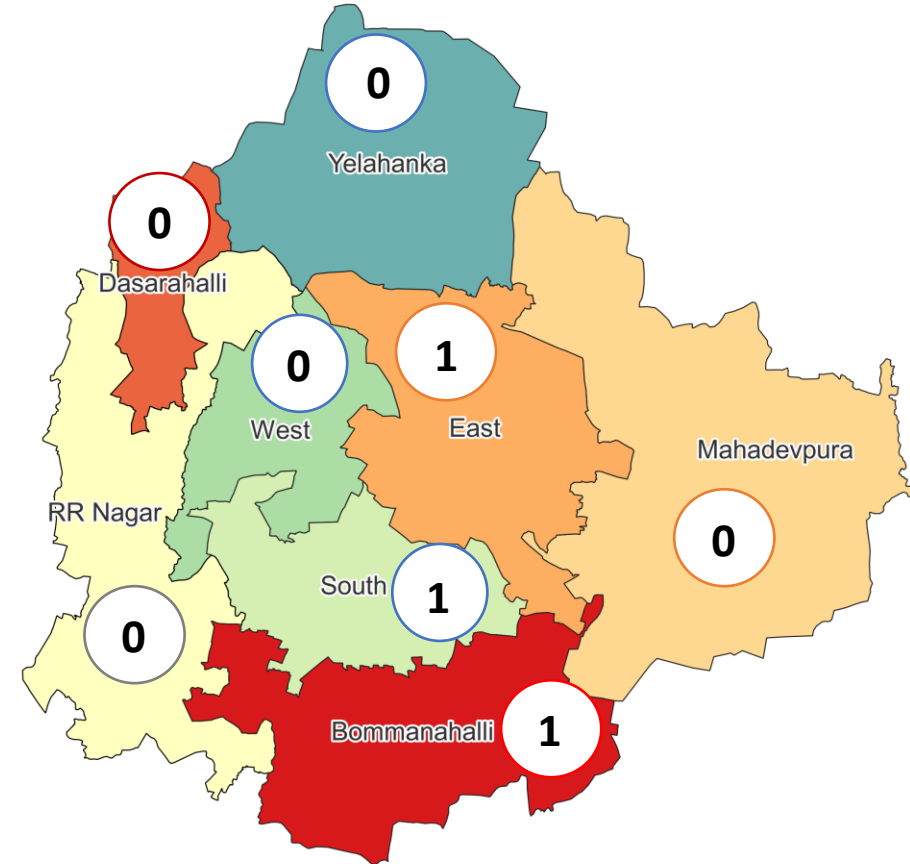 0
Yelahanka
0
Dasarahalli
0
West
1
East
Mahadevpura
0
RR Nagar
0
South
1
Bommanahalli
1